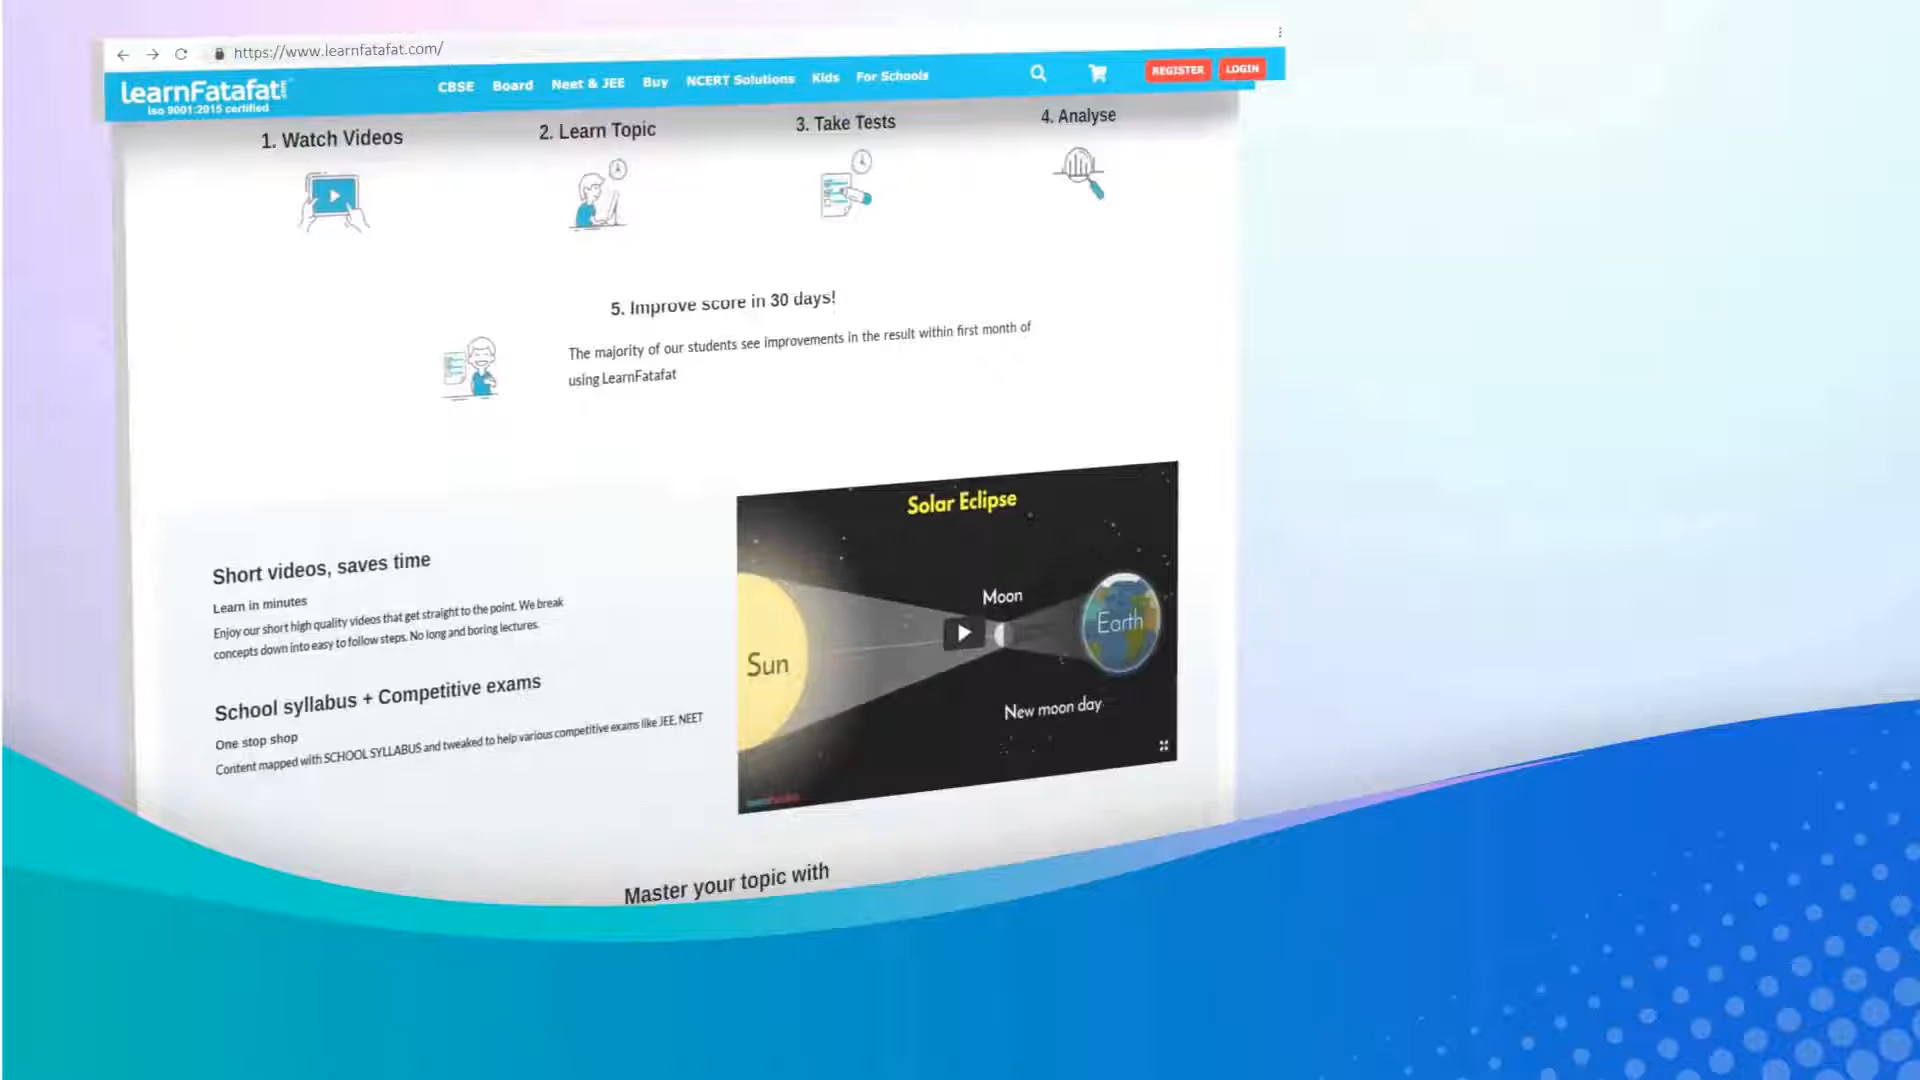 https://www.learnfatafat.com/
learnFatafat.com
Iso 9001:2015 certified
CBSE Board Neet & JEE Buy NCERT Solutions Kids For Schools
REGISTER LOGIN
1. Watch Videos
2. Learn Topic
3. Take Tests
4. Analyse
5. Improve score in 30 days!
The majority of our students see improvements in the result within first month of
using LearnFatafat
Short videos, saves time
Learn in minutes
Enjoy our short high quality videos that get straight to the point. We break
concepts down into easy to follow steps. No long and boring lectures.
School syllabus + Competitive exams
One stop shop
Content mapped with SCHOOL SYLLABUS and tweaked to help various competitive exams like JEE, NEET
Solar Eclipse
Moon
Earth
Sun
New moon day
learnFatafat
Master your topic with